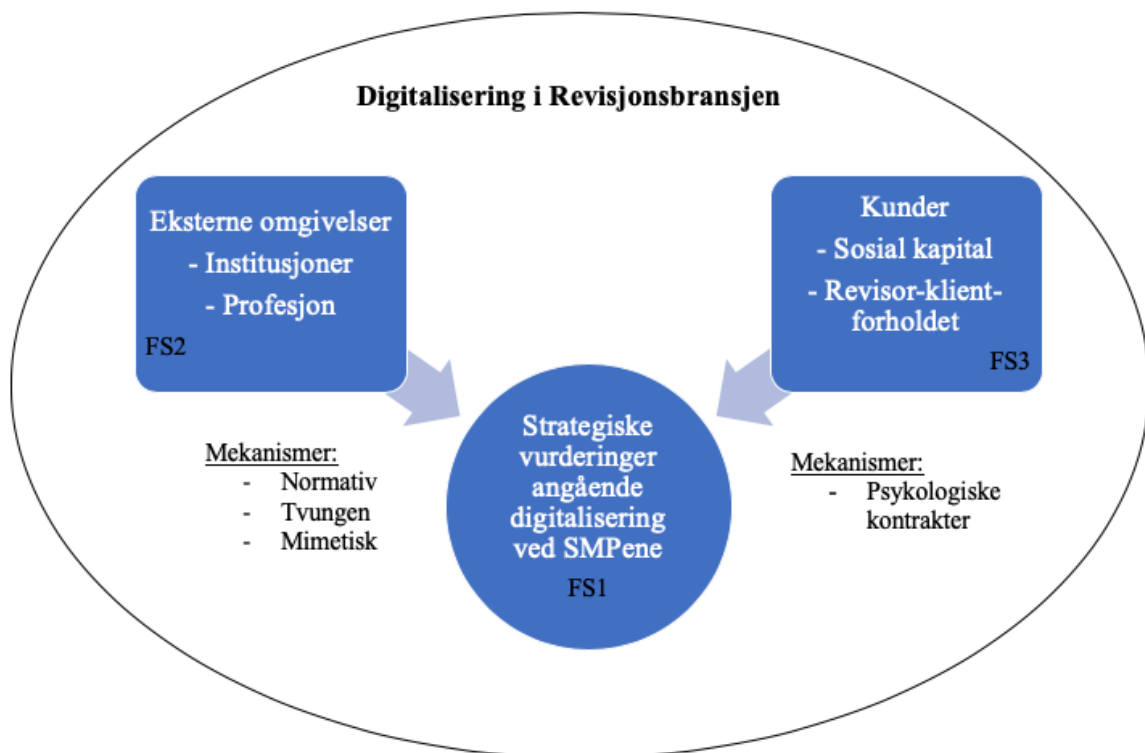 Digitalisering i Revisjonsbransjen
Eksterne omgivelser
- Institusjoner
- Profesjon
FS2
Kunder
- Sosial kapital
- Revisor-klient-
forholdet
FS3
Mekanismer:
- Normativ
- Tvungen
- Mimetisk
Strategiske
vurderinger
angående
digitalisering
ved SMPene
FS1
Mekanismer:
- Psykologiske
kontrakter